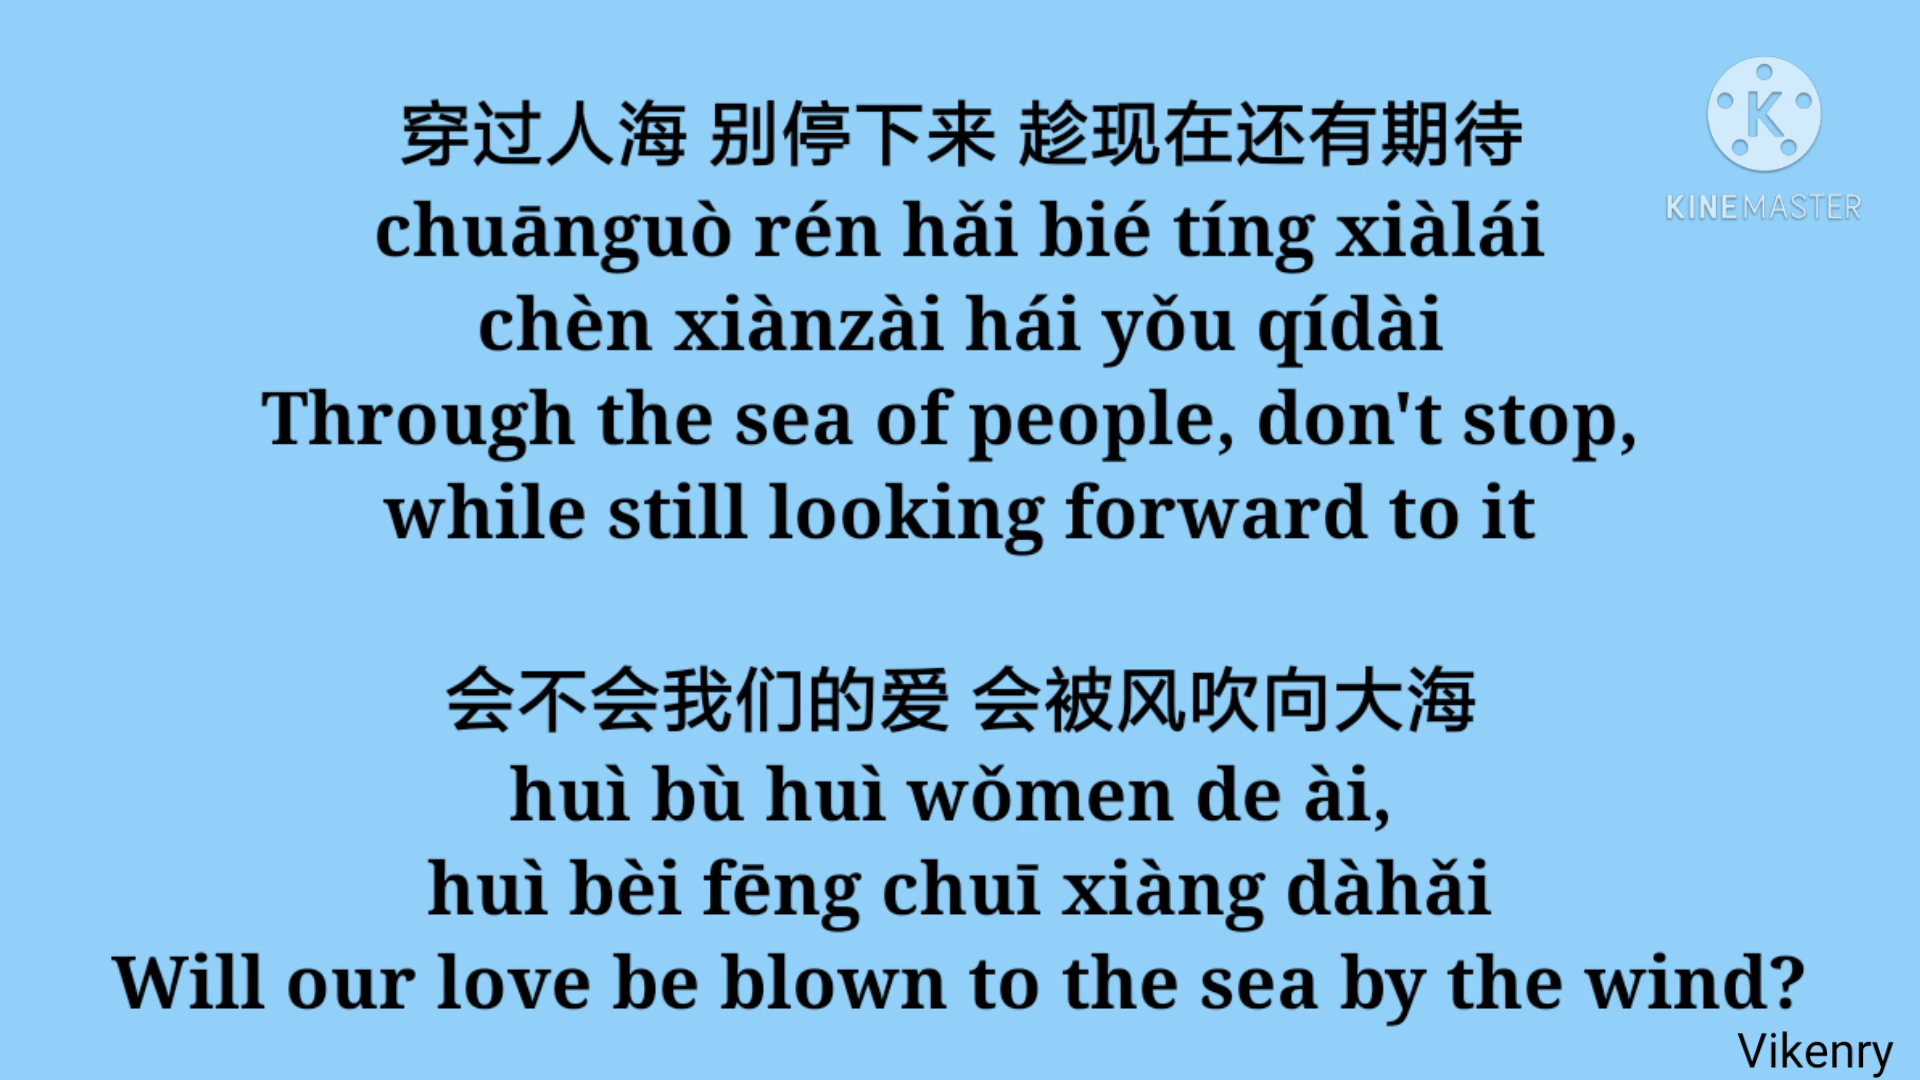 穿过人海 别停下来 趁现在还有期待
chuānguò rén hǎi bié tíng xiàlái
chèn xiànzài hái yǒu qídài
Through the sea of people, don't stop,
while still looking forward to it
会不会我们的爱 会被风吹向大海
huì bù huì wǒmen de ài,
huì bèi fēng chuī xiàng dàhǎi
Will our love be blown to the sea by the wind?
K
KINEMASTER
Vikenry